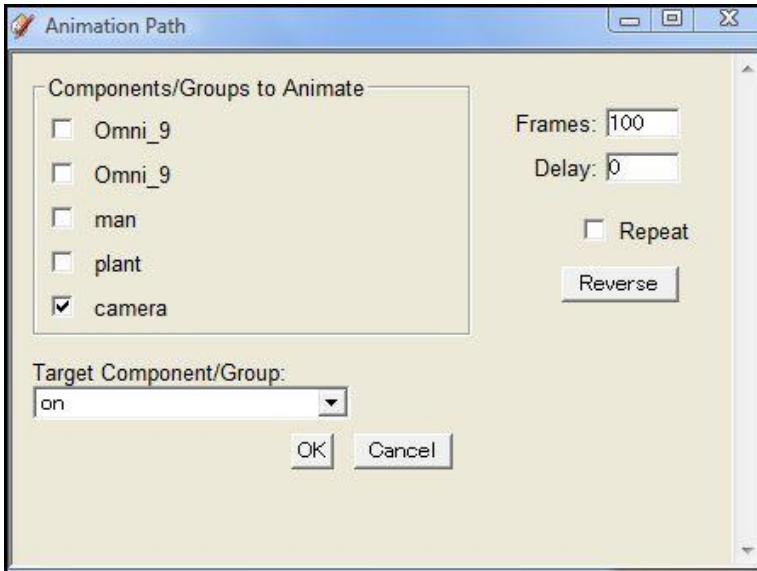 Animation Path
Components/Groups to Animate
Omni_9
Omni_9
man
plant
camera
Frames: 100
Delay: 0
Repeat
Reverse
Target Component/Group:
on
OK Cancel